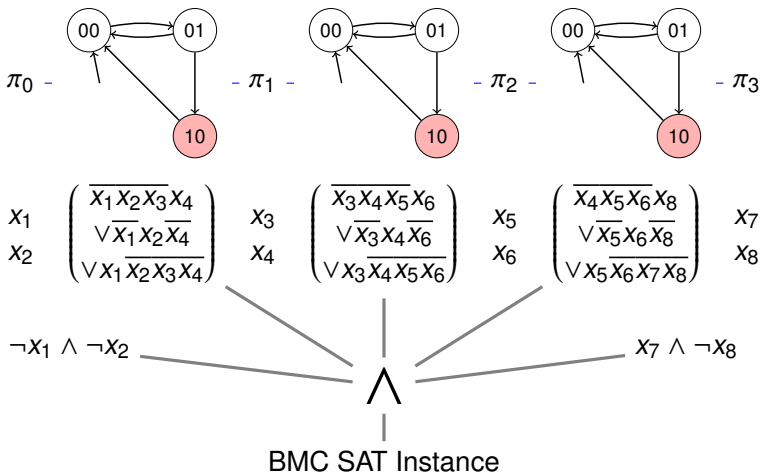 00 01 00 01 00 01
π₀ π₁ π₂ π₃
10 10 10
x̅₁x̅₂x̅₃x₄ x̅₃x̅₄x̅₅x₆ x̅₄x̅₅x̅₆x₈
x₁ ∨x̅₁x₂x̅₄ x₃ ∨x̅₃x₄x̅₆ x₅ ∨x̅₅x₆x̅₈ x₇
x₂ ∨x₁x̅₂x̅₃x̅₄ x₄ ∨x₃x̅₄x̅₅x̅₆ x₆ ∨x₅x̅₆x̅₇x̅₈ x₈
¬x₁ ∧ ¬x₂ x₇ ∧ ¬x₈
∧
BMC SAT Instance